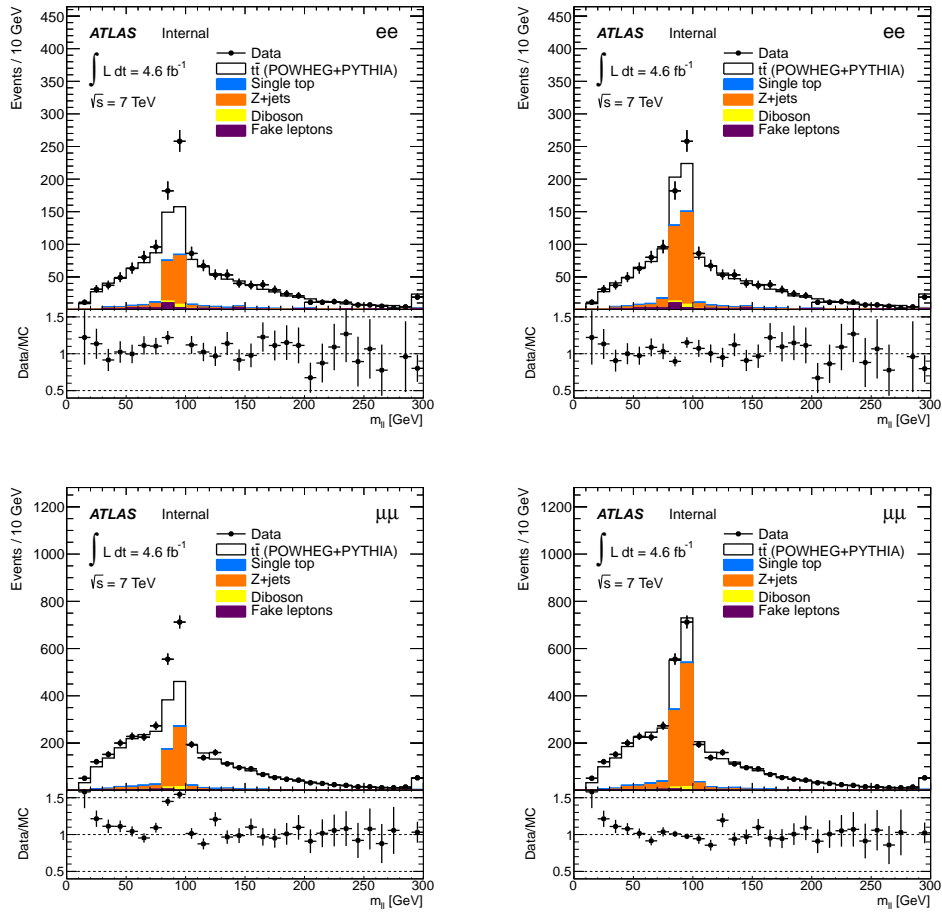 Events / 10 GeV
450
400
350
300
250
200
150
100
50
ATLAS Internal
ee
∫ L dt = 4.6 fb⁻¹
√s = 7 TeV
Data
tt̄ (POWHEG+PYTHIA)
Single top
Z+jets
Diboson
Fake leptons
Data/MC
1.5
1
0.5
0 50 100 150 200 250 300
m_ll [GeV]
Events / 10 GeV
450
400
350
300
250
200
150
100
50
ATLAS Internal
ee
∫ L dt = 4.6 fb⁻¹
√s = 7 TeV
Data
tt̄ (POWHEG+PYTHIA)
Single top
Z+jets
Diboson
Fake leptons
Data/MC
1.5
1
0.5
0 50 100 150 200 250 300
m_ll [GeV]
Events / 10 GeV
1200
1000
800
600
400
200
ATLAS Internal
μμ
∫ L dt = 4.6 fb⁻¹
√s = 7 TeV
Data
tt̄ (POWHEG+PYTHIA)
Single top
Z+jets
Diboson
Fake leptons
Data/MC
1.5
1
0.5
0 50 100 150 200 250 300
m_ll [GeV]
Events / 10 GeV
1200
1000
800
600
400
200
ATLAS Internal
μμ
∫ L dt = 4.6 fb⁻¹
√s = 7 TeV
Data
tt̄ (POWHEG+PYTHIA)
Single top
Z+jets
Diboson
Fake leptons
Data/MC
1.5
1
0.5
0 50 100 150 200 250 300
m_ll [GeV]